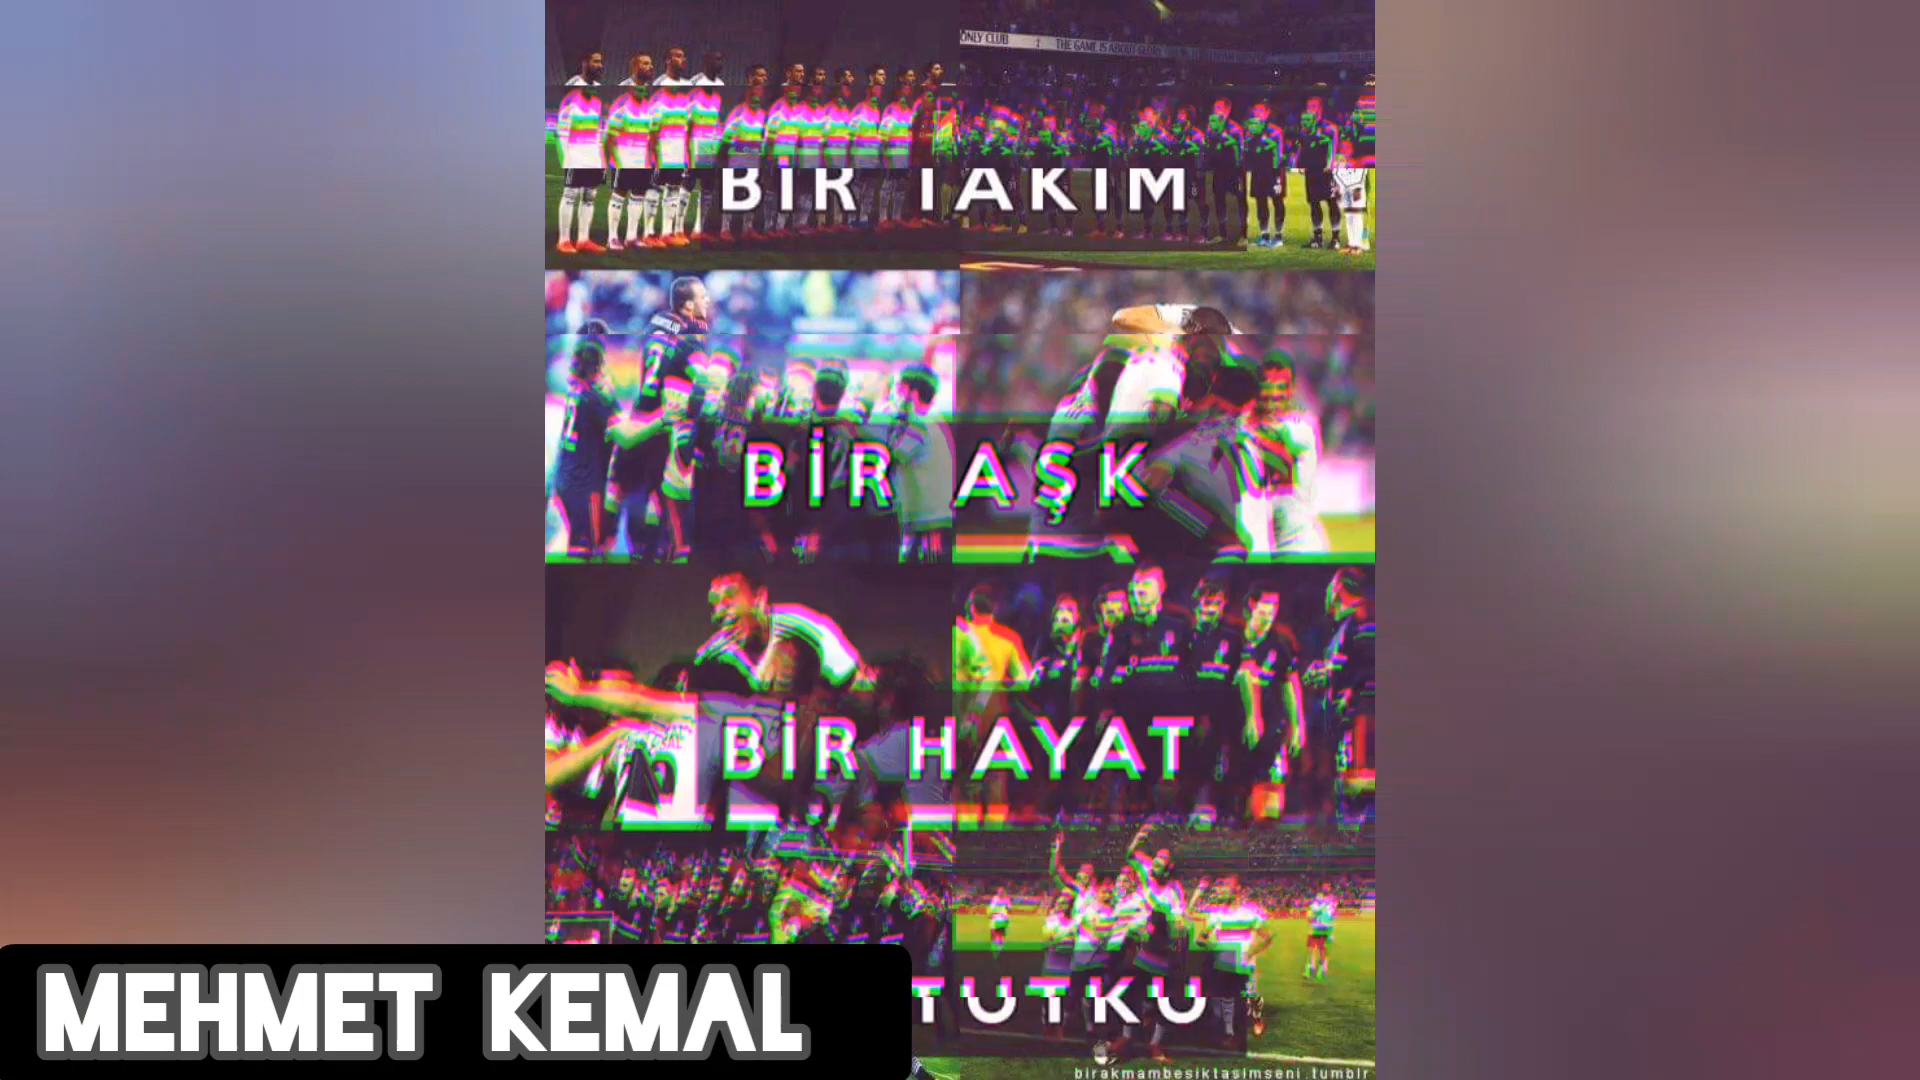 ONLY CLUB
THE GAME IS ABOUT GLORY
BİR TAKIM
BİR AŞK
BİR HAYAT
TUTKU
MEHMET KEMAL
birakmambesiktasimseni.tumblr